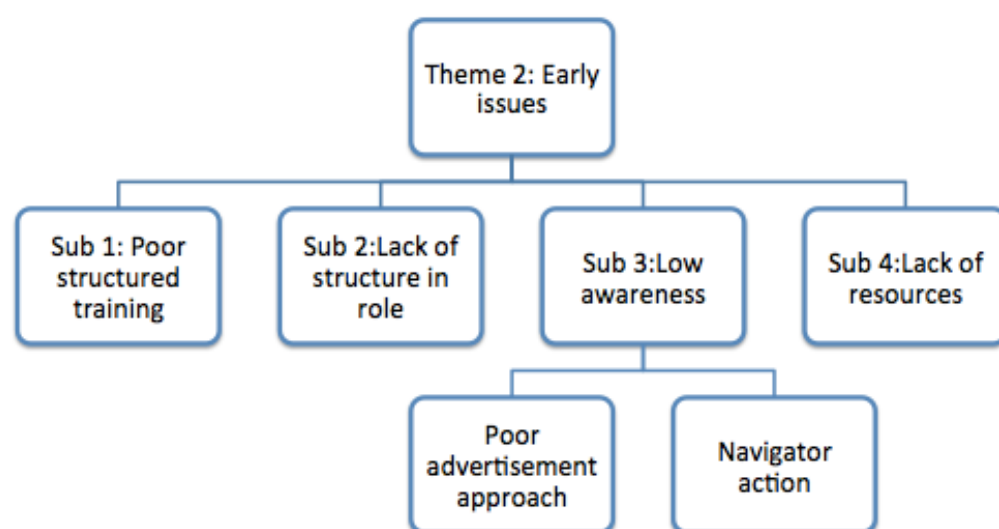 Theme 2: Early
issues
Sub 1: Poor
structured
training
Sub 2:Lack of
structure in
role
Sub 3:Low
awareness
Sub 4:Lack of
resources
Poor
advertisement
approach
Navigator
action